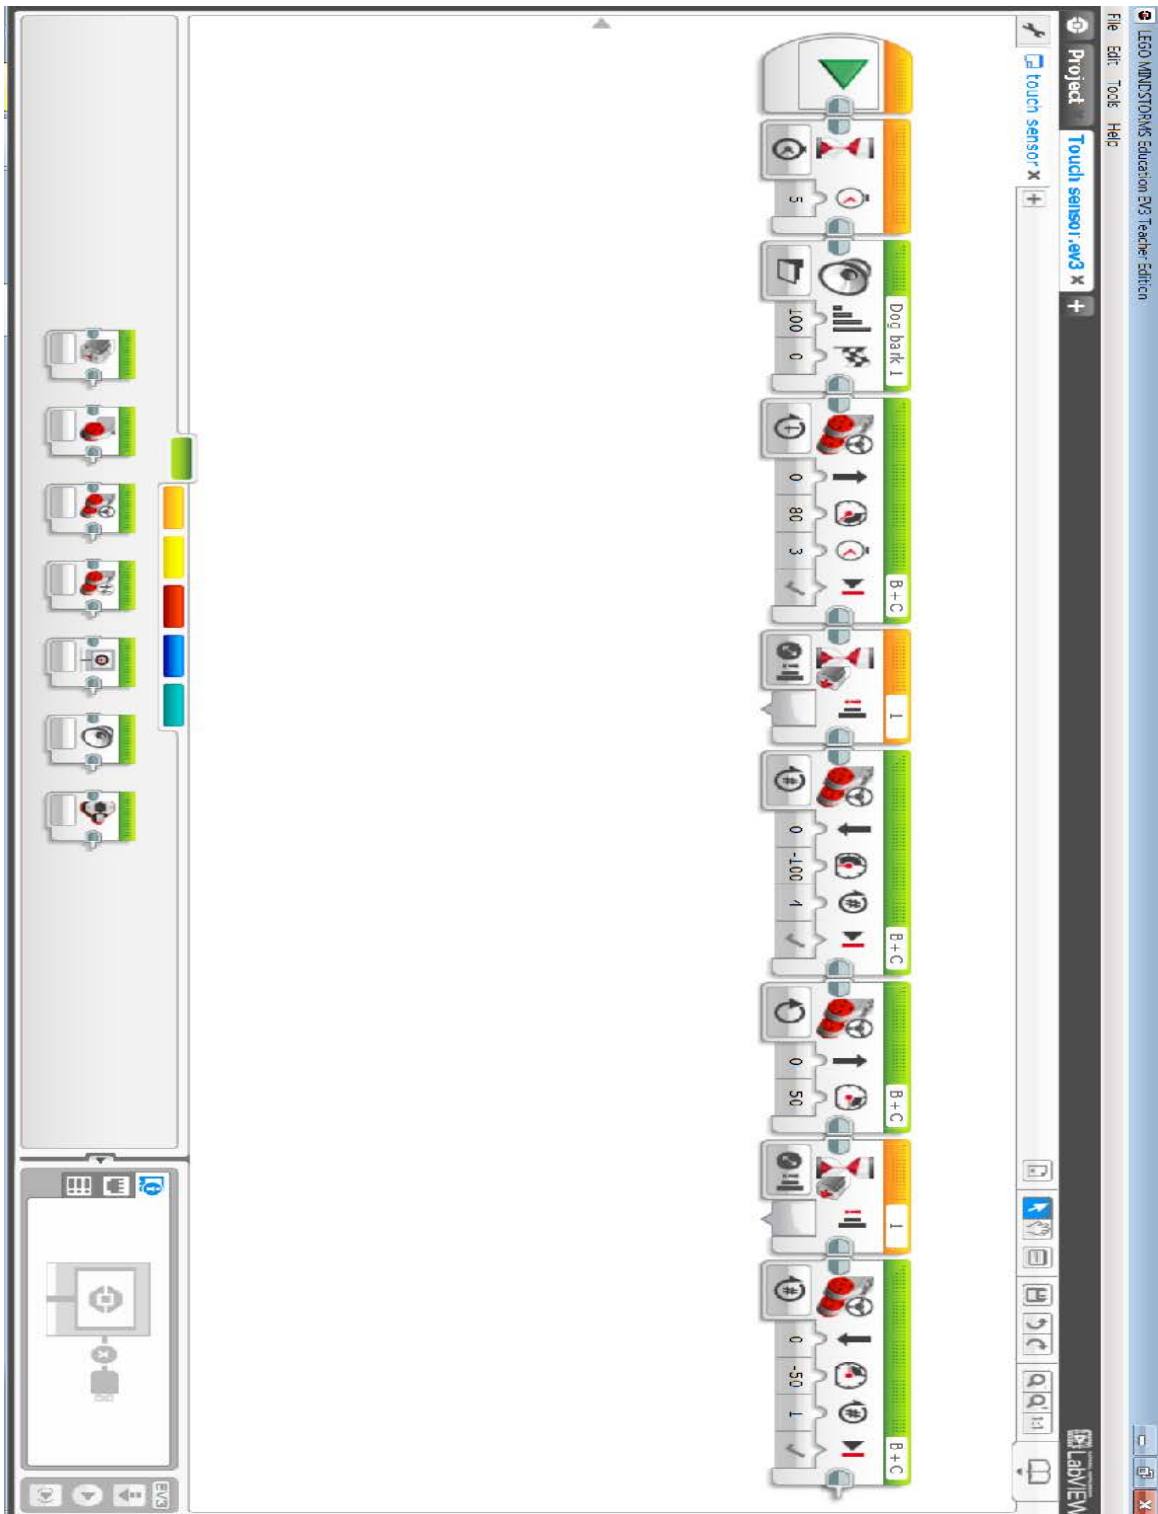 LEGO MINDSTORMS Education EV3 Teacher Edition
File Edit Tools Help
Project Touch sensor.ev3 x +
LabVIEW
touch sensor x +
1:1
Dog bark 1
B+C
1
B+C
B+C
1
B+C
5
100 0
0 80 3
0 -100
0 50
0 -50 1
EV3